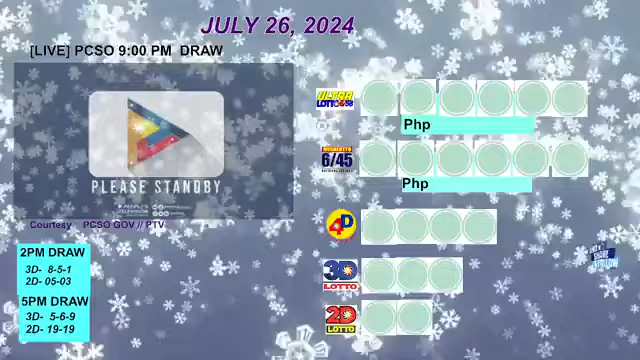 JULY 26, 2024
[LIVE] PCSO 9:00 PM DRAW
PLEASE STANDBY
Courtesy PCSO GOV // PTV
2PM DRAW
3D- 8-5-1
2D- 05-03
5PM DRAW
3D- 5-6-9
2D- 19-19
ULTRA
LOTTO 6/58
Php
MEGALOTTO
6/45
Php
4D
3D
LOTTO
2D
LOTTO